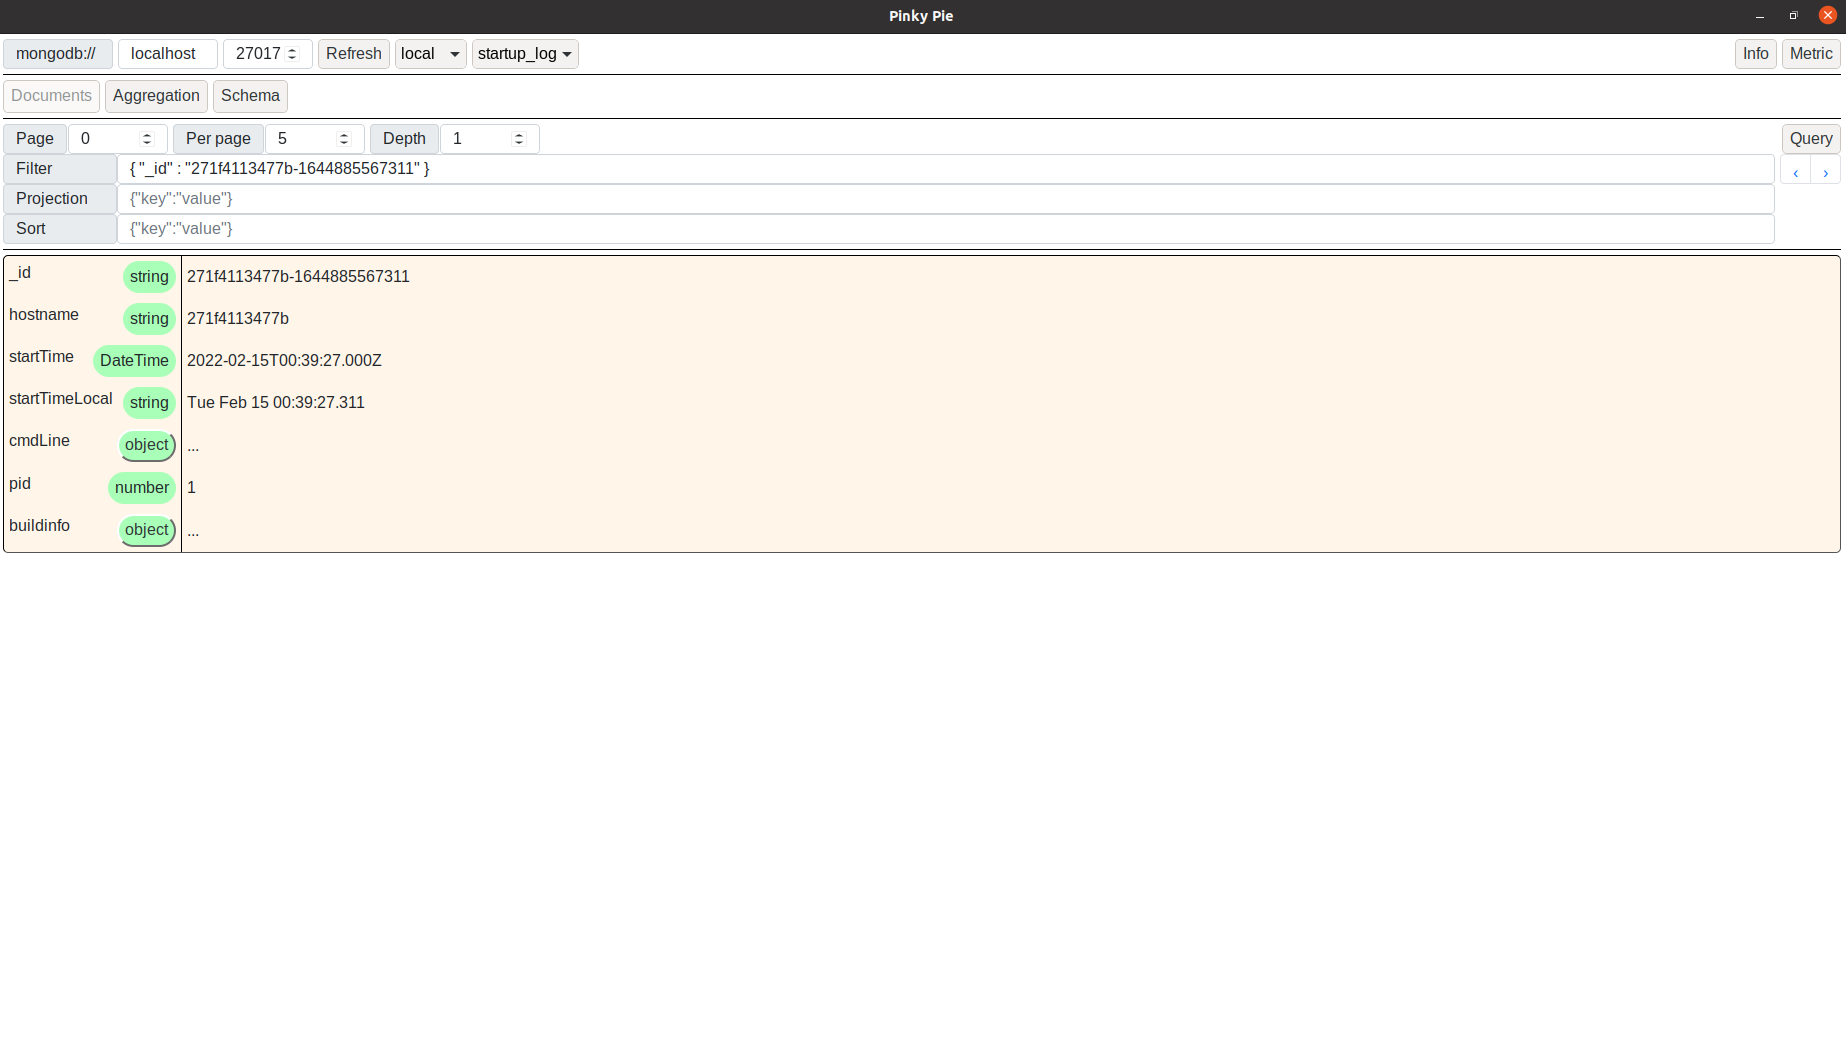 Pinky Pie
mongodb:// localhost 27017 Refresh local startup_log Info Metric
Documents Aggregation Schema
Page 0 Per page 5 Depth 1 Query
Filter { "_id" : "271f4113477b-1644885567311" } ‹ ›
Projection {"key":"value"}
Sort {"key":"value"}
_id string 271f4113477b-1644885567311
hostname string 271f4113477b
startTime DateTime 2022-02-15T00:39:27.000Z
startTimeLocal string Tue Feb 15 00:39:27.311
cmdLine object ...
pid number 1
buildinfo object ...